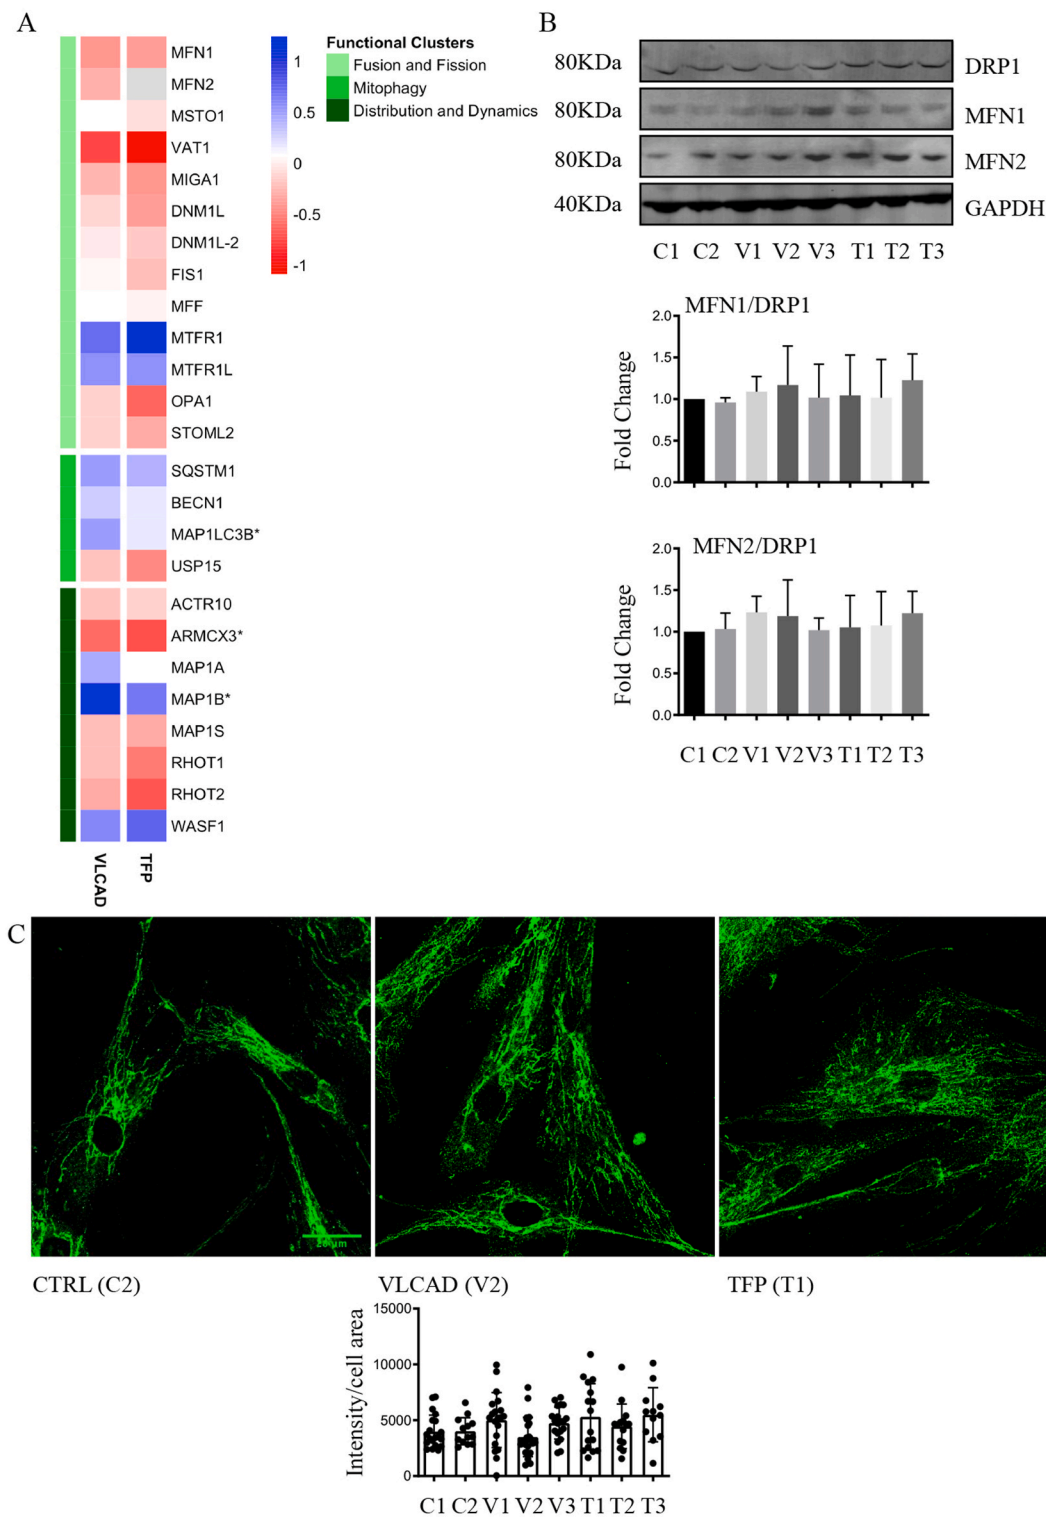 A
MFN1
MFN2
MSTO1
VAT1
MIGA1
DNM1L
DNM1L-2
FIS1
MFF
MTFR1
MTFR1L
OPA1
STOML2
SQSTM1
BECN1
MAP1LC3B*
USP15
ACTR10
ARMCX3*
MAP1A
MAP1B*
MAP1S
RHOT1
RHOT2
WASF1
VLCAD
TFP
1
0.5
0
-0.5
-1
Functional Clusters
Fusion and Fission
Mitophagy
Distribution and Dynamics
B
80KDa DRP1
80KDa MFN1
80KDa MFN2
40KDa GAPDH
C1 C2 V1 V2 V3 T1 T2 T3
MFN1/DRP1
Fold Change
2.0
1.5
1.0
0.5
0.0
MFN2/DRP1
Fold Change
2.0
1.5
1.0
0.5
0.0
C1 C2 V1 V2 V3 T1 T2 T3
C
20 µm
CTRL (C2) VLCAD (V2) TFP (T1)
Intensity/cell area
15000
10000
5000
0
C1 C2 V1 V2 V3 T1 T2 T3